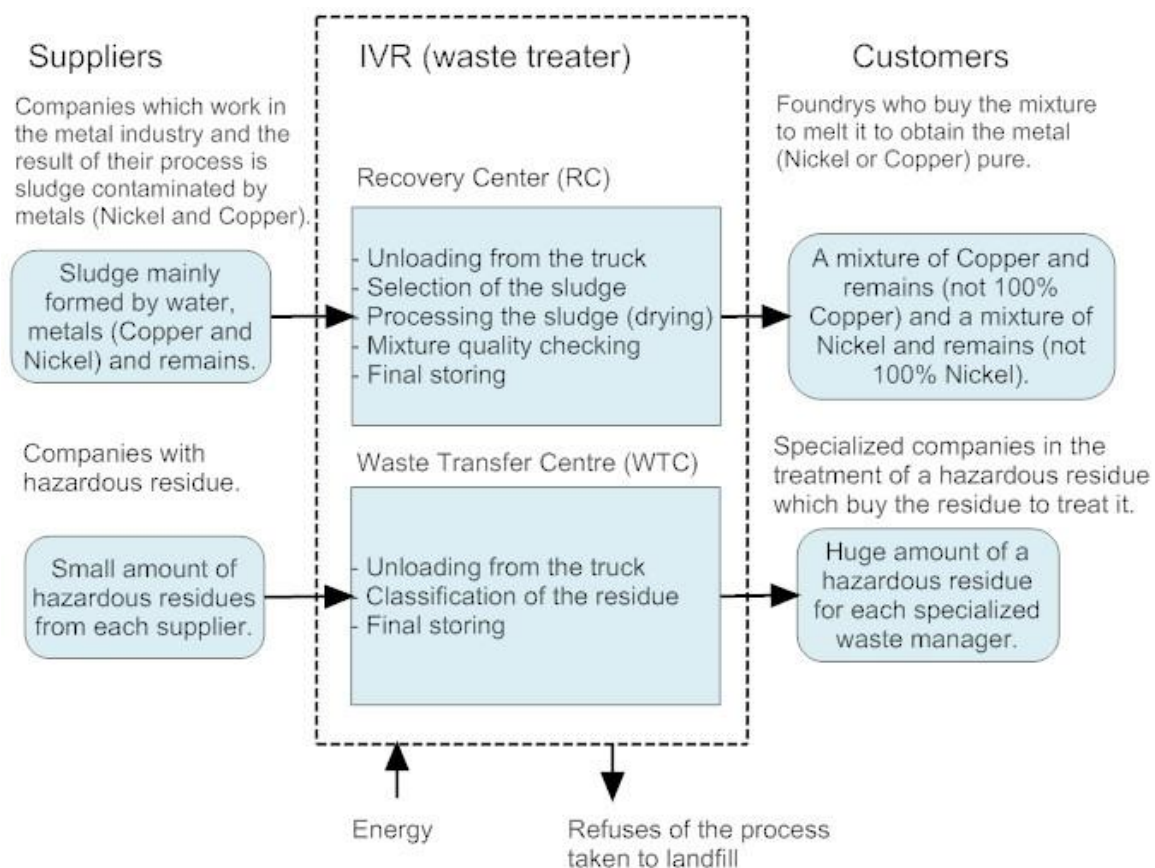 Suppliers
Companies which work in
the metal industry and the
result of their process is
sludge contaminated by
metals (Nickel and Copper).
Sludge mainly
formed by water,
metals (Copper and
Nickel) and remains.
Companies with
hazardous residue.
Small amount of
hazardous residues
from each supplier.
IVR (waste treater)
Recovery Center (RC)
- Unloading from the truck
- Selection of the sludge
- Processing the sludge (drying)
- Mixture quality checking
- Final storing
Waste Transfer Centre (WTC)
- Unloading from the truck
- Classification of the residue
- Final storing
Customers
Foundrys who buy the mixture
to melt it to obtain the metal
(Nickel or Copper) pure.
A mixture of Copper and
remains (not 100%
Copper) and a mixture of
Nickel and remains (not
100% Nickel).
Specialized companies in the
treatment of a hazardous residue
which buy the residue to treat it.
Huge amount of a
hazardous residue
for each specialized
waste manager.
Energy
Refuses of the process
taken to landfill